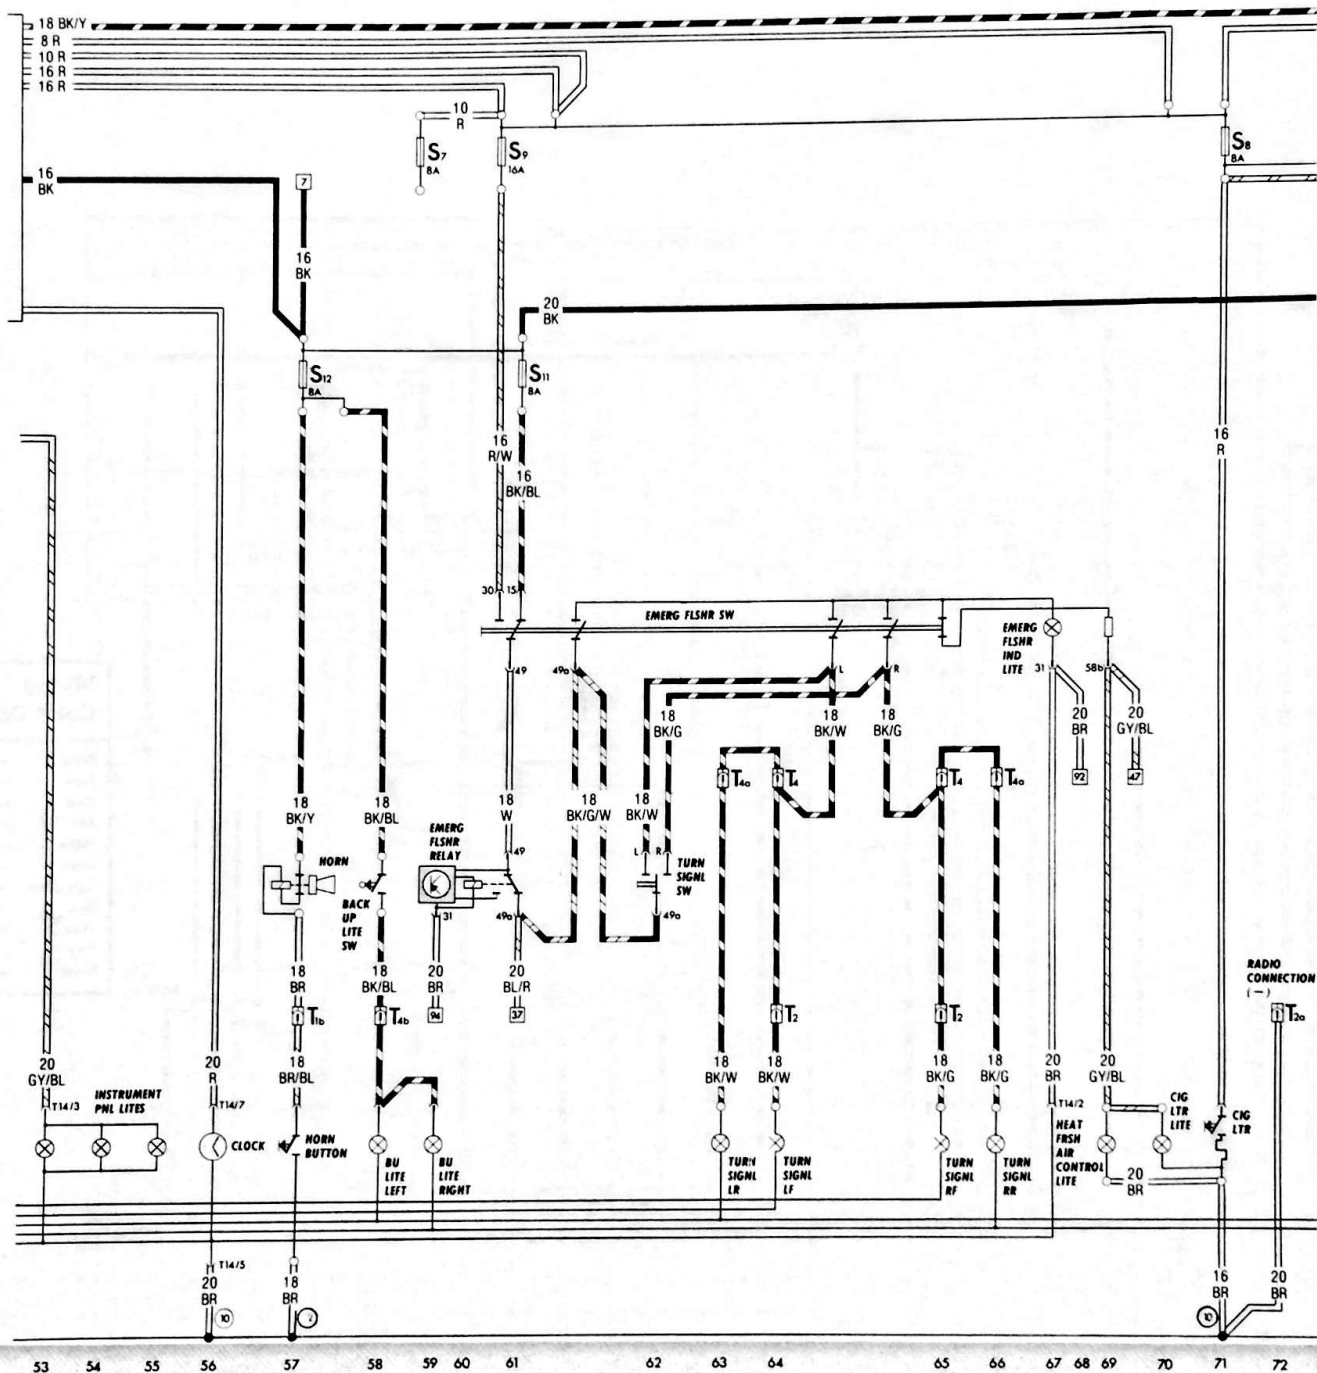 18 BK/Y
8 R
10 R
16 R
16 R
10
R
S7
8A
S9
16A
S8
8A
16
BK
7
16
BK
20
BK
S12
8A
S11
8A
16
R/W
16
BK/BL
16
R
30
15
EMERG FLSHR SW
EMERG
FLSHR
IND
LITE
49
49a
L
R
31
58b
18
BK/G
18
BK/W
18
BK/G
20
BR
20
GY/BL
T4a
T4
T4
T4a
92
47
18
BK/Y
18
BK/BL
EMERG
FLSHR
RELAY
18
W
18
BK/G/W
18
BK/W
49
L
R
TURN
SIGNL
SW
HORN
BACK
UP
LITE
SW
31
49a
49a
18
BR
18
BK/BL
20
BR
20
BL/R
RADIO
CONNECTION
(–)
T1b
T4b
94
37
T2
T2
T2a
20
GY/BL
20
R
18
BR/BL
18
BK/W
18
BK/W
18
BK/G
18
BK/G
20
BR
20
GY/BL
INSTRUMENT
PNL LITES
T14/3
T14/7
T14/2
CIG
LTR
LITE
CIG
LTR
CLOCK
HORN
BUTTON
BU
LITE
LEFT
BU
LITE
RIGHT
TURN
SIGNL
LR
TURN
SIGNL
LF
TURN
SIGNL
RF
TURN
SIGNL
RR
HEAT
FRSH
AIR
CONTROL
LITE
20
BR
T14/5
20
BR
10
18
BR
16
BR
10
20
BR
53 54 55 56 57 58 59 60 61 62 63 64 65 66 67 68 69 70 71 72